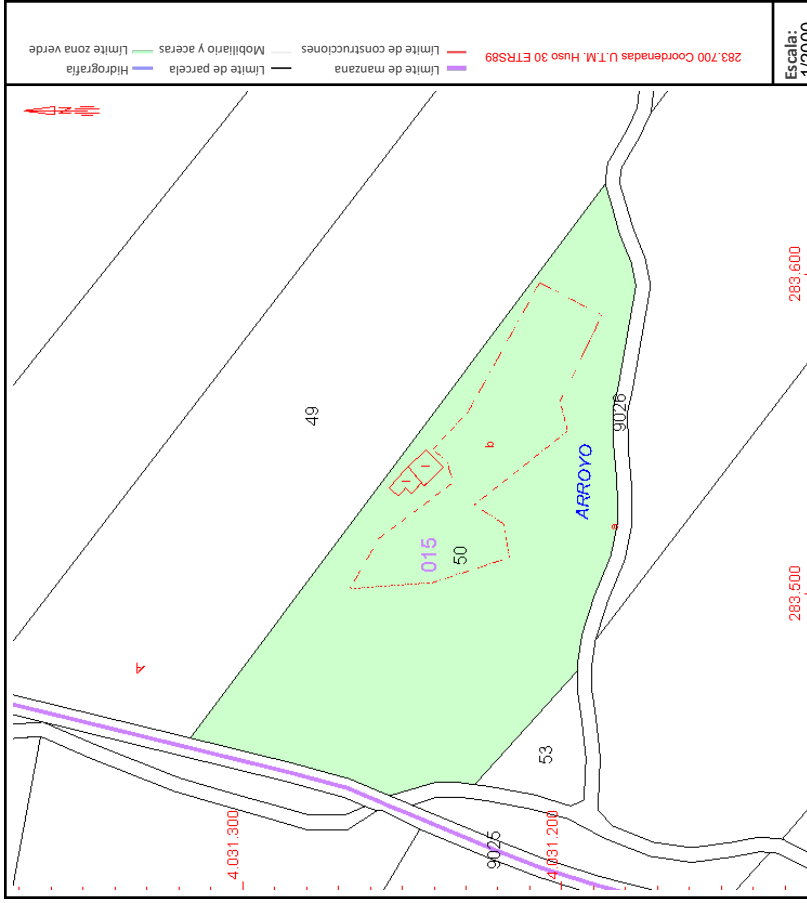 Límite de manzana
Límite de construcciones
Límite de parcela
Mobiliario y aceras
Hidrografía
Límite zona verde
283.700 Coordenadas U.T.M. Huso 30 ETRS89
Escala:
1/2000
49
A
b
015
50
ARROYO
9026
a
53
9025
4.031.300
4.031.200
283.600
283.500